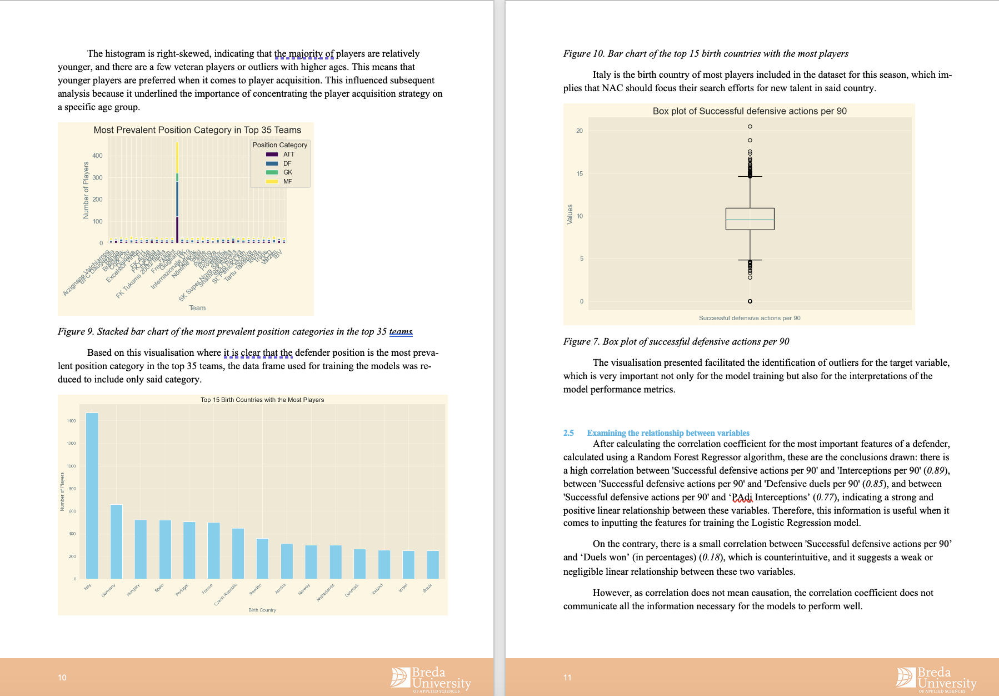 The histogram is right-skewed, indicating that the majority of players are relatively
younger, and there are a few veteran players or outliers with higher ages. This means that
younger players are preferred when it comes to player acquisition. This influenced subsequent
analysis because it underlined the importance of concentrating the player acquisition strategy on
a specific age group.
Most Prevalent Position Category in Top 35 Teams
Position Category
ATT
DF
GK
MF
Number of Players
400
300
200
100
0
Arzignano Valchiampo
BFC Daugavpils
Excelsior Virton
FK Tukums 2000/Tems
Free Agent
Giugliano
Internazionale U19
SK Super Nova
St. Patrick's Ath.
Varzim
ÍBV
Team
Figure 9. Stacked bar chart of the most prevalent position categories in the top 35 teams
Based on this visualisation where it is clear that the defender position is the most preva-
lent position category in the top 35 teams, the data frame used for training the models was re-
duced to include only said category.
Top 15 Birth Countries with the Most Players
Number of Players
1400
1200
1000
800
600
400
200
0
Italy
Germany
Hungary
Spain
Portugal
France
Czech Republic
Sweden
Austria
Norway
Netherlands
Denmark
Iceland
Israel
Brazil
Birth Country
10
Breda
University
OF APPLIED SCIENCES
Figure 10. Bar chart of the top 15 birth countries with the most players
Italy is the birth country of most players included in the dataset for this season, which im-
plies that NAC should focus their search efforts for new talent in said country.
Box plot of Successful defensive actions per 90
Values
20
15
10
5
0
Successful defensive actions per 90
Figure 7. Box plot of successful defensive actions per 90
The visualisation presented facilitated the identification of outliers for the target variable,
which is very important not only for the model training but also for the interpretations of the
model performance metrics.
2.5 Examining the relationship between variables
After calculating the correlation coefficient for the most important features of a defender,
calculated using a Random Forest Regressor algorithm, these are the conclusions drawn: there is
a high correlation between 'Successful defensive actions per 90' and 'Interceptions per 90' (0.89),
between 'Successful defensive actions per 90' and 'Defensive duels per 90' (0.85), and between
'Successful defensive actions per 90' and ‘PAdj Interceptions’ (0.77), indicating a strong and
positive linear relationship between these variables. Therefore, this information is useful when it
comes to inputting the features for training the Logistic Regression model.
On the contrary, there is a small correlation between 'Successful defensive actions per 90’
and ‘Duels won’ (in percentages) (0.18), which is counterintuitive, and it suggests a weak or
negligible linear relationship between these two variables.
However, as correlation does not mean causation, the correlation coefficient does not
communicate all the information necessary for the models to perform well.
11
Breda
University
OF APPLIED SCIENCES